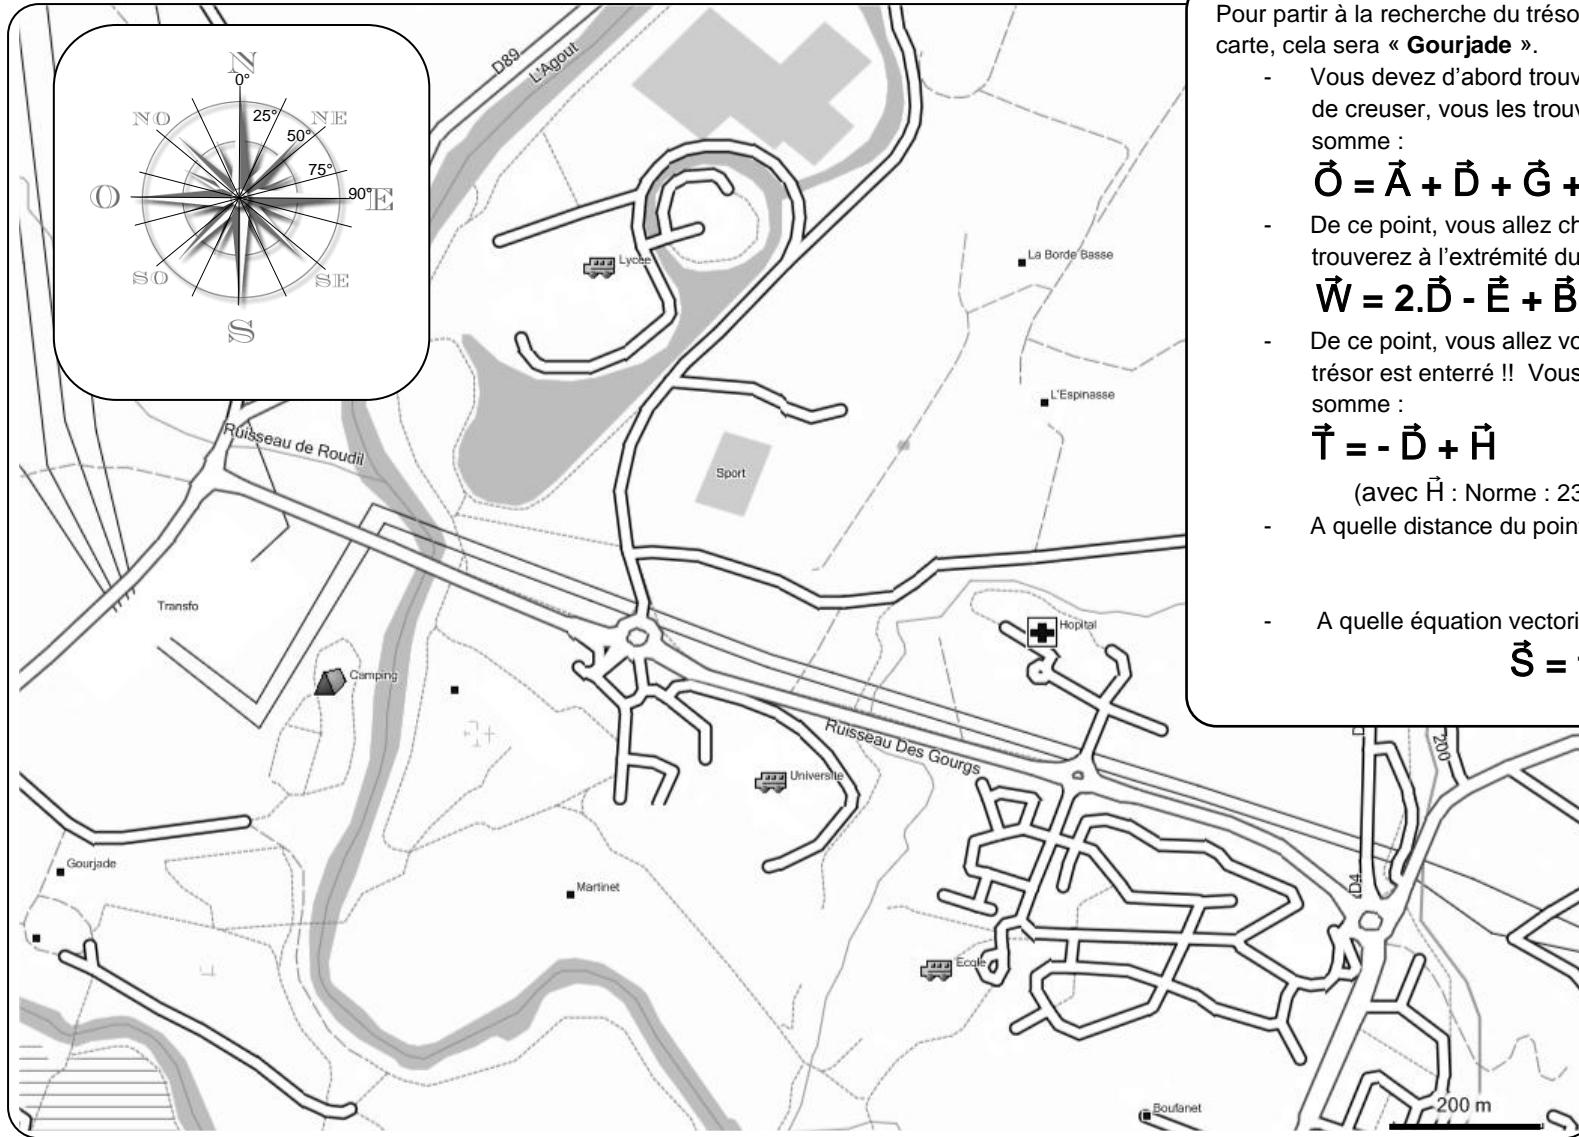 Pour partir à la recherche du tréso
carte, cela sera « Gourjade ».
- Vous devez d'abord trouv
de creuser, vous les trouv
somme :
O⃗ = A⃗ + D⃗ + G⃗ +
- De ce point, vous allez ch
trouverez à l'extrémité du
W⃗ = 2.D⃗ - E⃗ + B⃗
- De ce point, vous allez vo
trésor est enterré !! Vous
somme :
T⃗ = - D⃗ + H⃗
(avec H⃗ : Norme : 23
- A quelle distance du point
- A quelle équation vectori
S⃗ =
N
0°
25°
NO
NE
50°
75°
O
90°
E
SO
SE
S
D89
L'Agout
Lycée
La Borde Basse
L'Espinasse
Ruisseau de Roudil
Sport
Transfo
Hopital
Camping
Ruisseau Des Gourgs
Université
D
200
Gourjade
Martinet
D4
Ecole
Boufanet
200 m